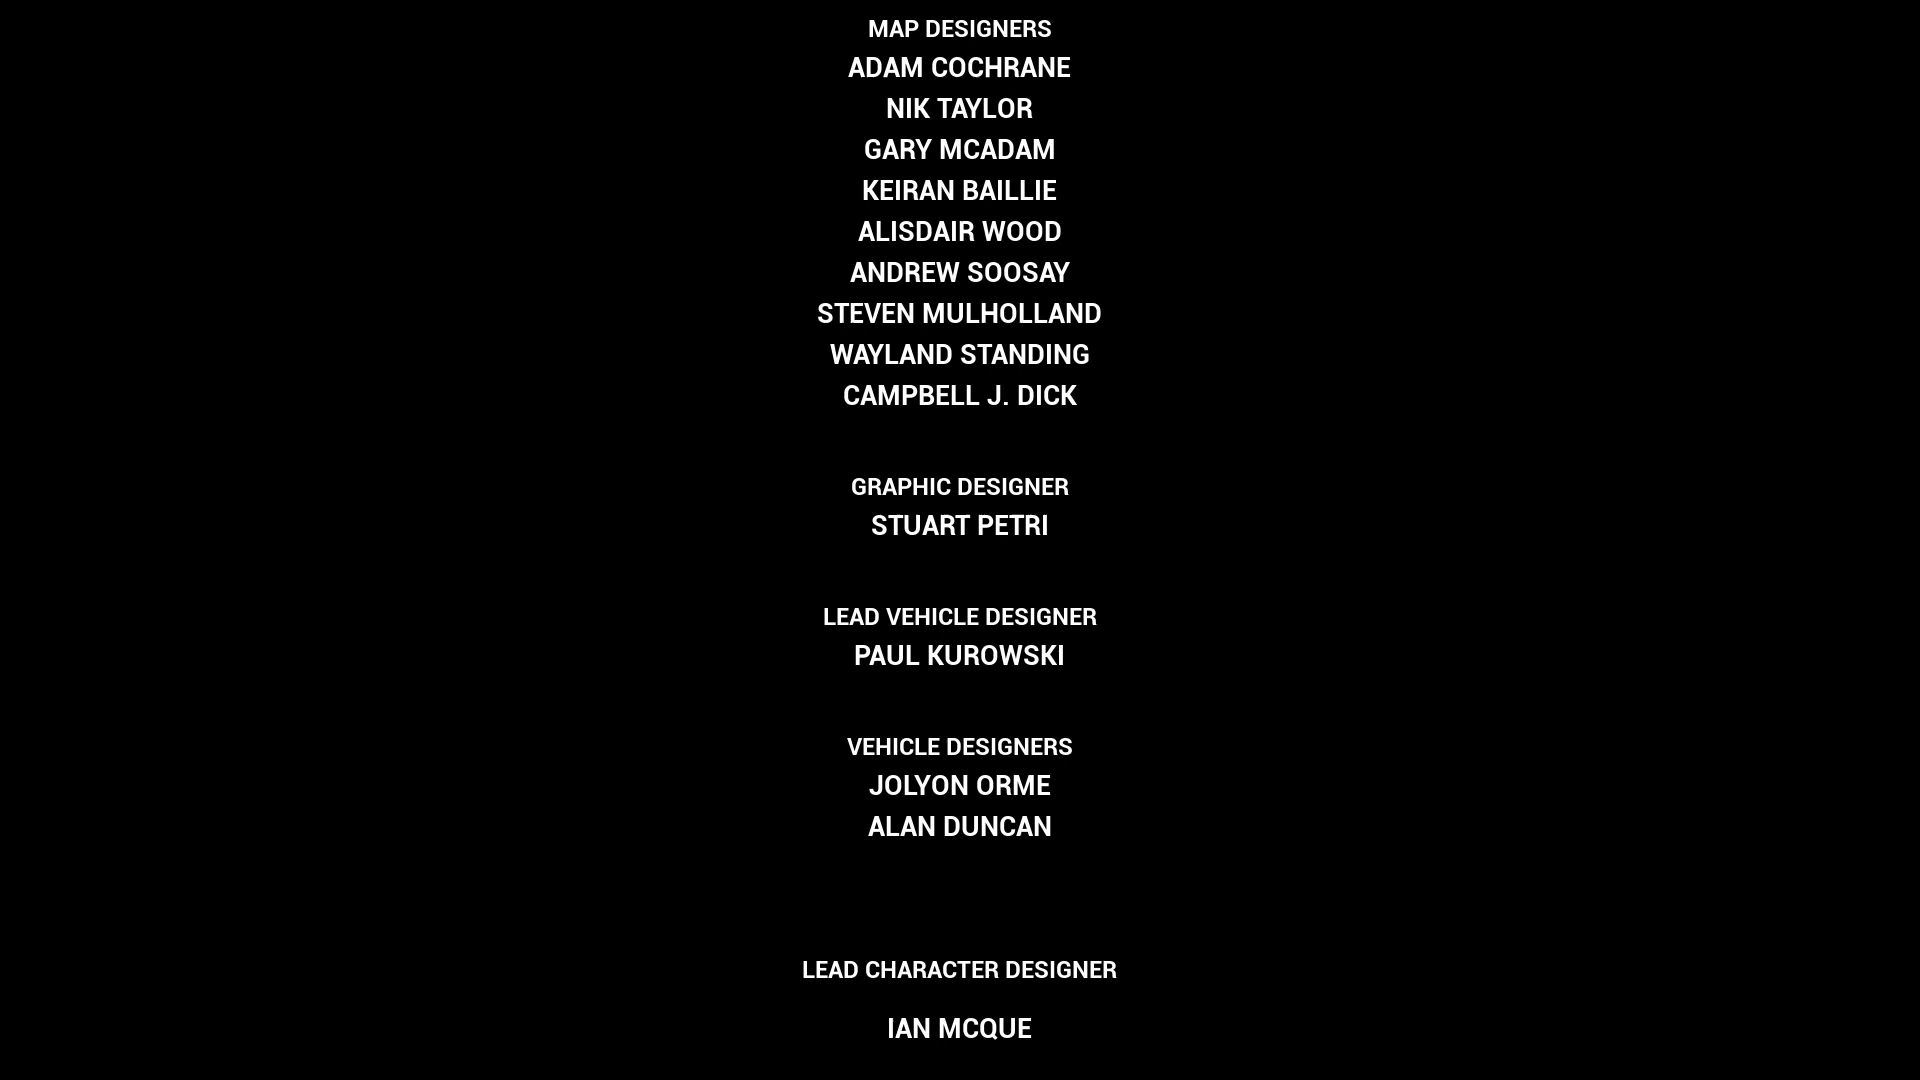 MAP DESIGNERS
ADAM COCHRANE
NIK TAYLOR
GARY MCADAM
KEIRAN BAILLIE
ALISDAIR WOOD
ANDREW SOOSAY
STEVEN MULHOLLAND
WAYLAND STANDING
CAMPBELL J. DICK
GRAPHIC DESIGNER
STUART PETRI
LEAD VEHICLE DESIGNER
PAUL KUROWSKI
VEHICLE DESIGNERS
JOLYON ORME
ALAN DUNCAN
LEAD CHARACTER DESIGNER
IAN MCQUE